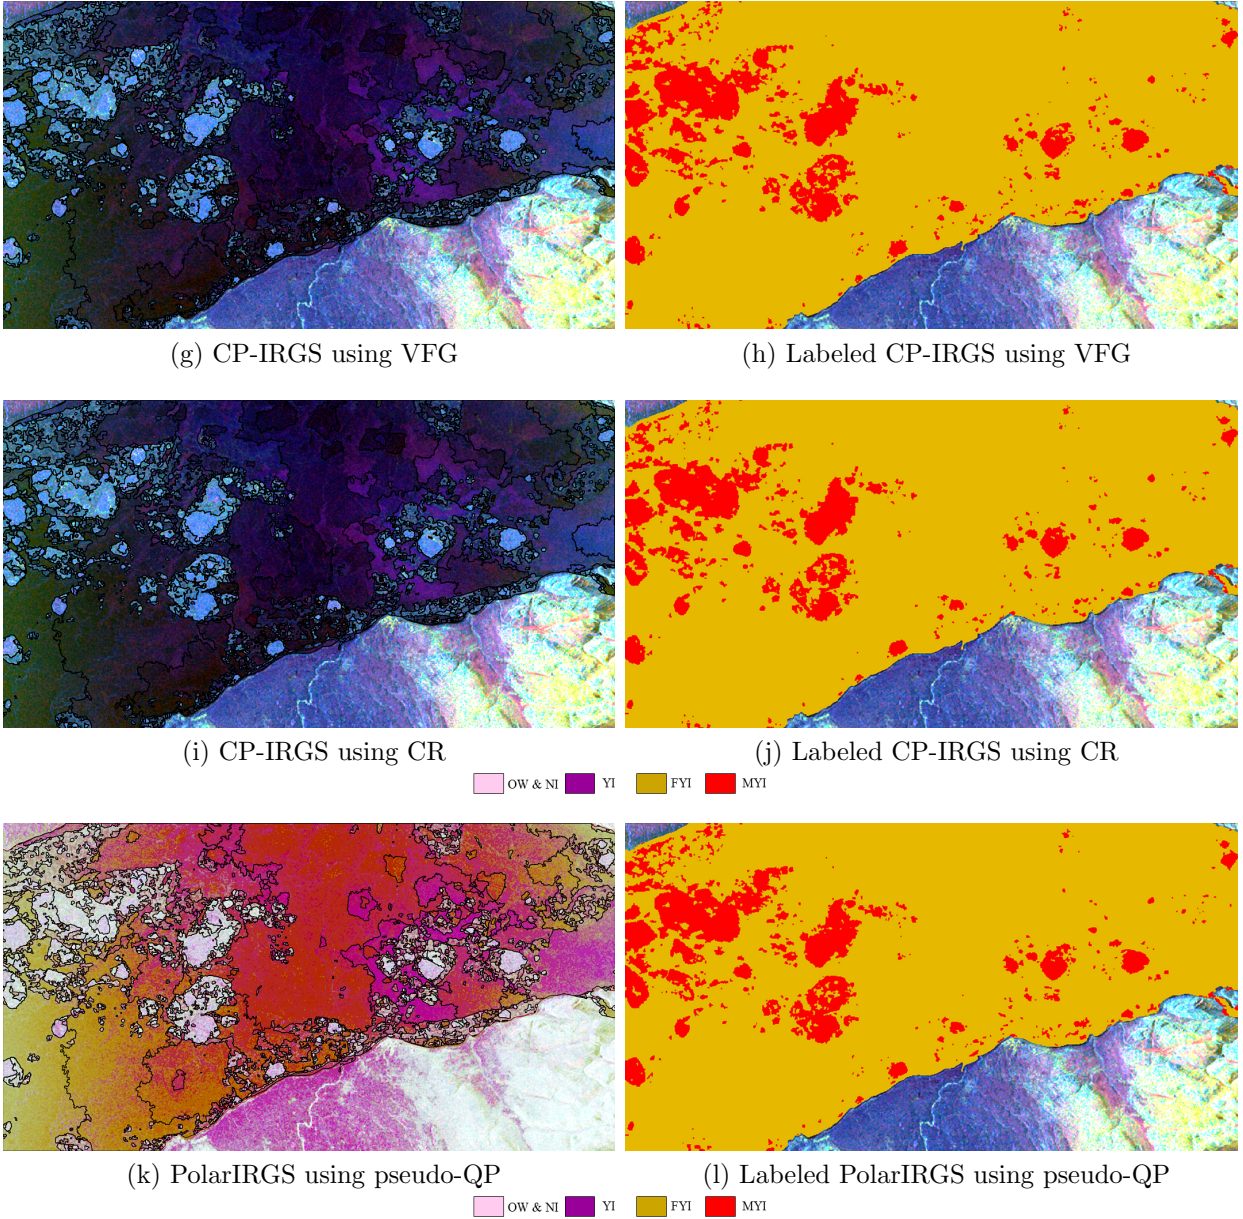 (g) CP-IRGS using VFG
(h) Labeled CP-IRGS using VFG
(i) CP-IRGS using CR
(j) Labeled CP-IRGS using CR
OW & NI YI FYI MYI
(k) PolarIRGS using pseudo-QP
(l) Labeled PolarIRGS using pseudo-QP
OW & NI YI FYI MYI